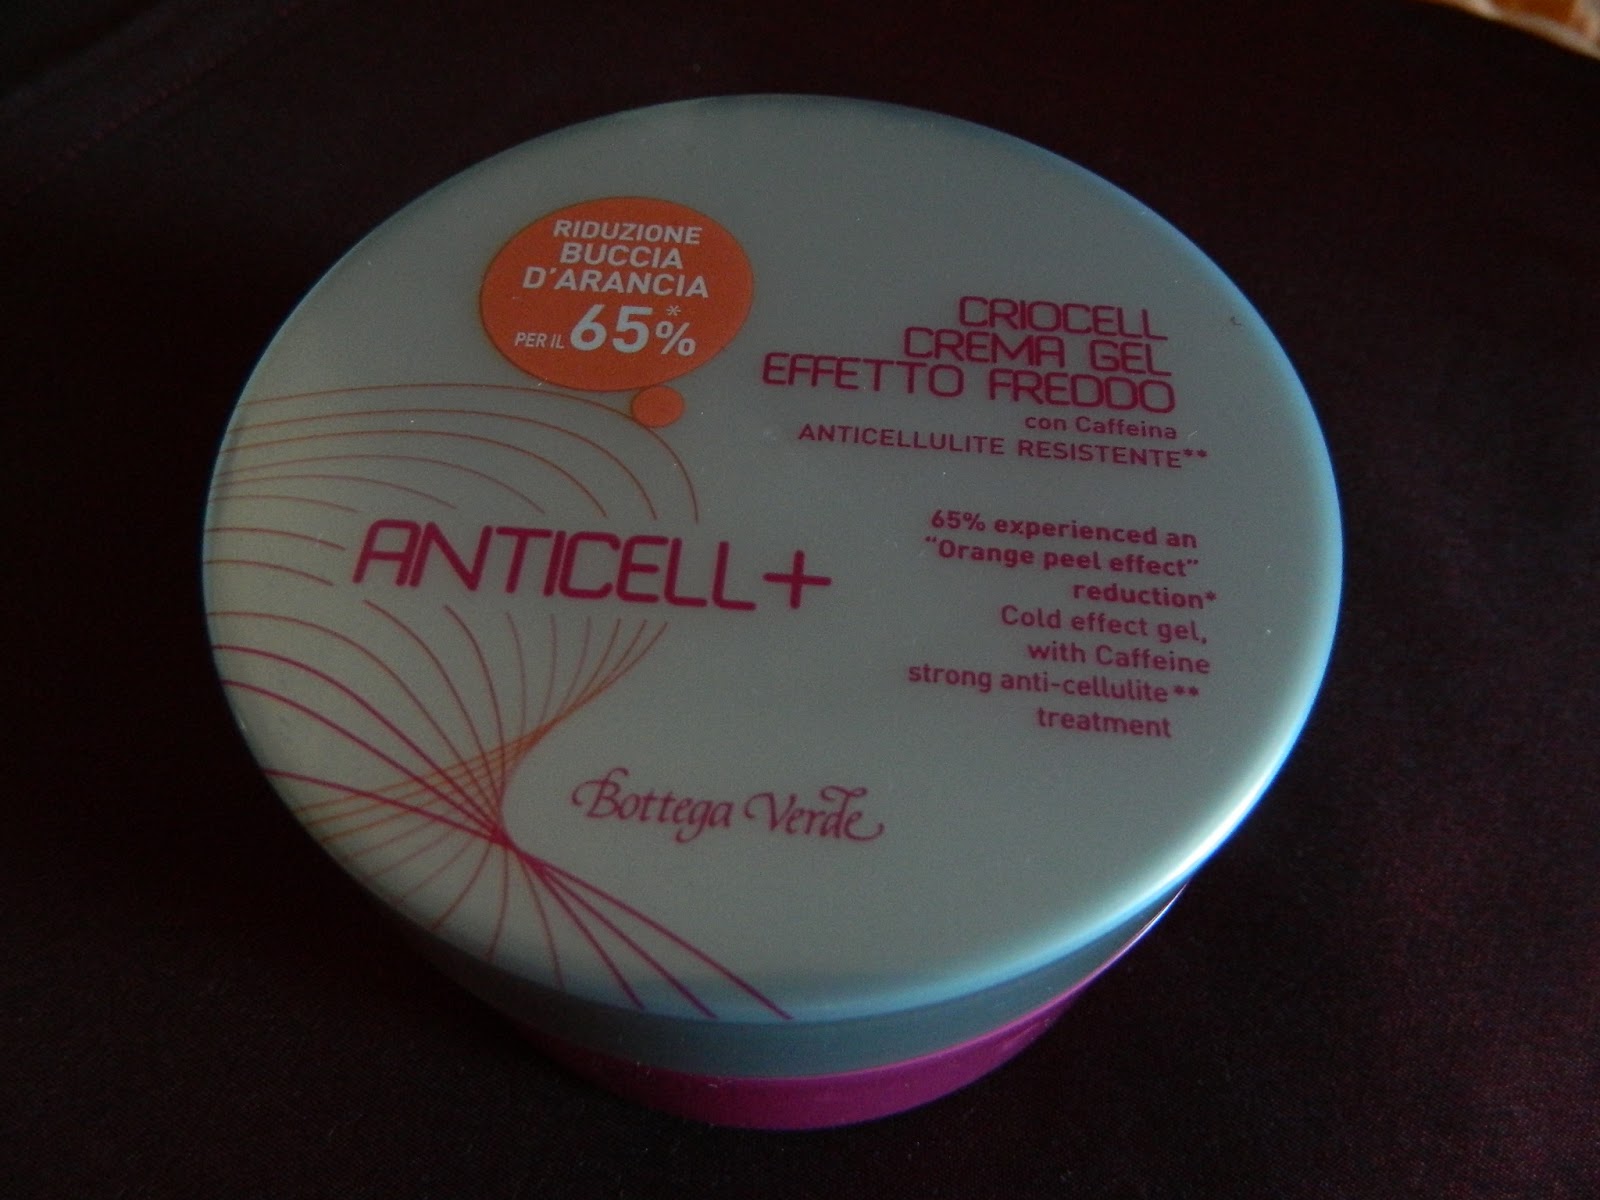 RIDUZIONE
BUCCIA
D'ARANCIA
PER IL 65%*
CRIOCELL
CREMA GEL
EFFETTO FREDDO
con Caffeina
ANTICELLULITE RESISTENTE**
ANTICELL+
65% experienced an
“Orange peel effect”
reduction*
Cold effect gel,
with Caffeine
strong anti-cellulite**
treatment
Bottega Verde